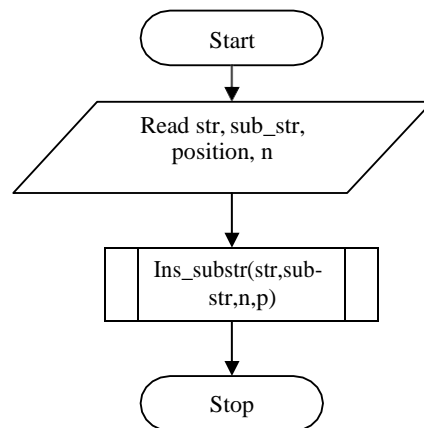 Start
Read str, sub_str,
position, n
Ins_substr(str,sub-
str,n,p)
Stop